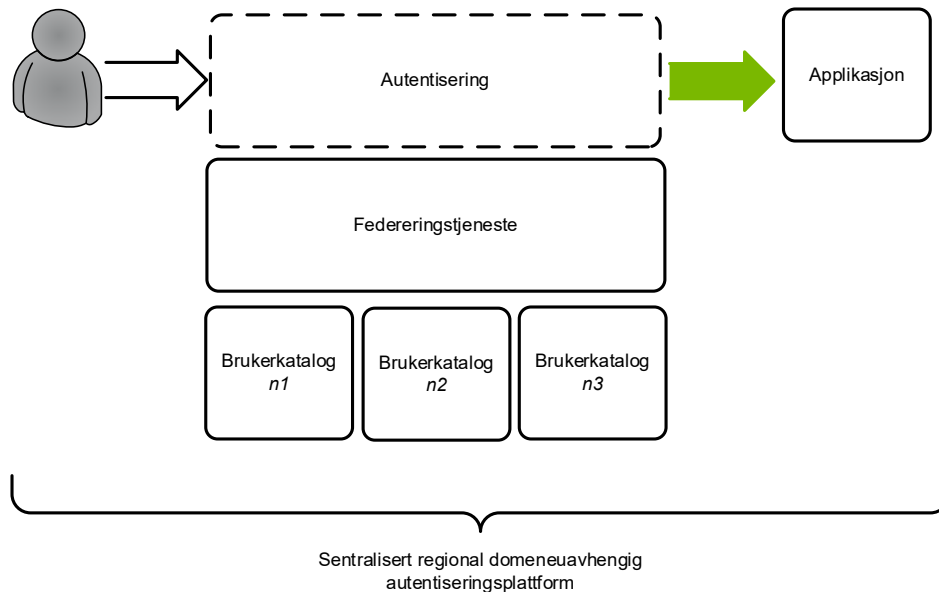 Autentisering
Applikasjon
Federeringstjeneste
Brukerkatalog
n1
Brukerkatalog
n2
Brukerkatalog
n3
Sentralisert regional domeneuavhengig
autentiseringsplattform